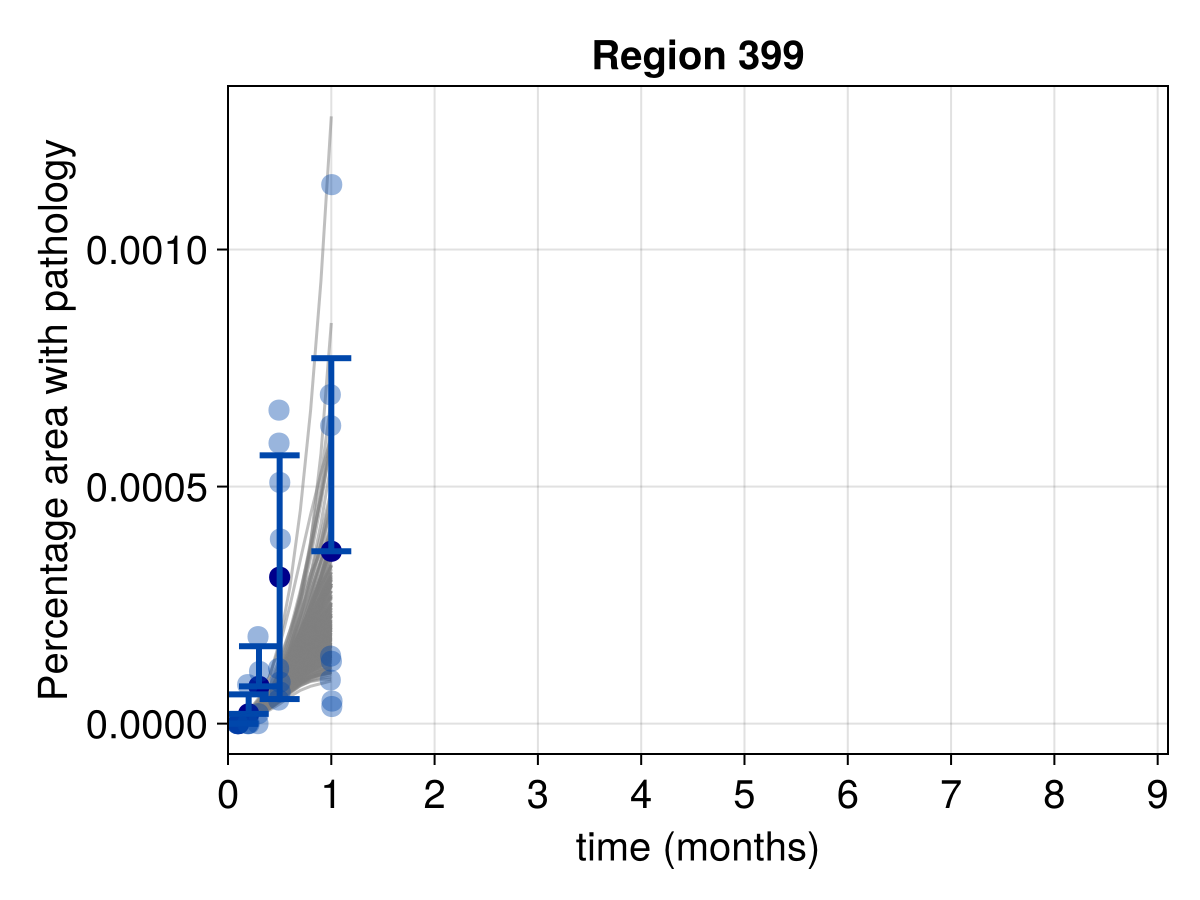 Region 399
Percentage area with pathology
0.0010
0.0005
0.0000
0 1 2 3 4 5 6 7 8 9
time (months)